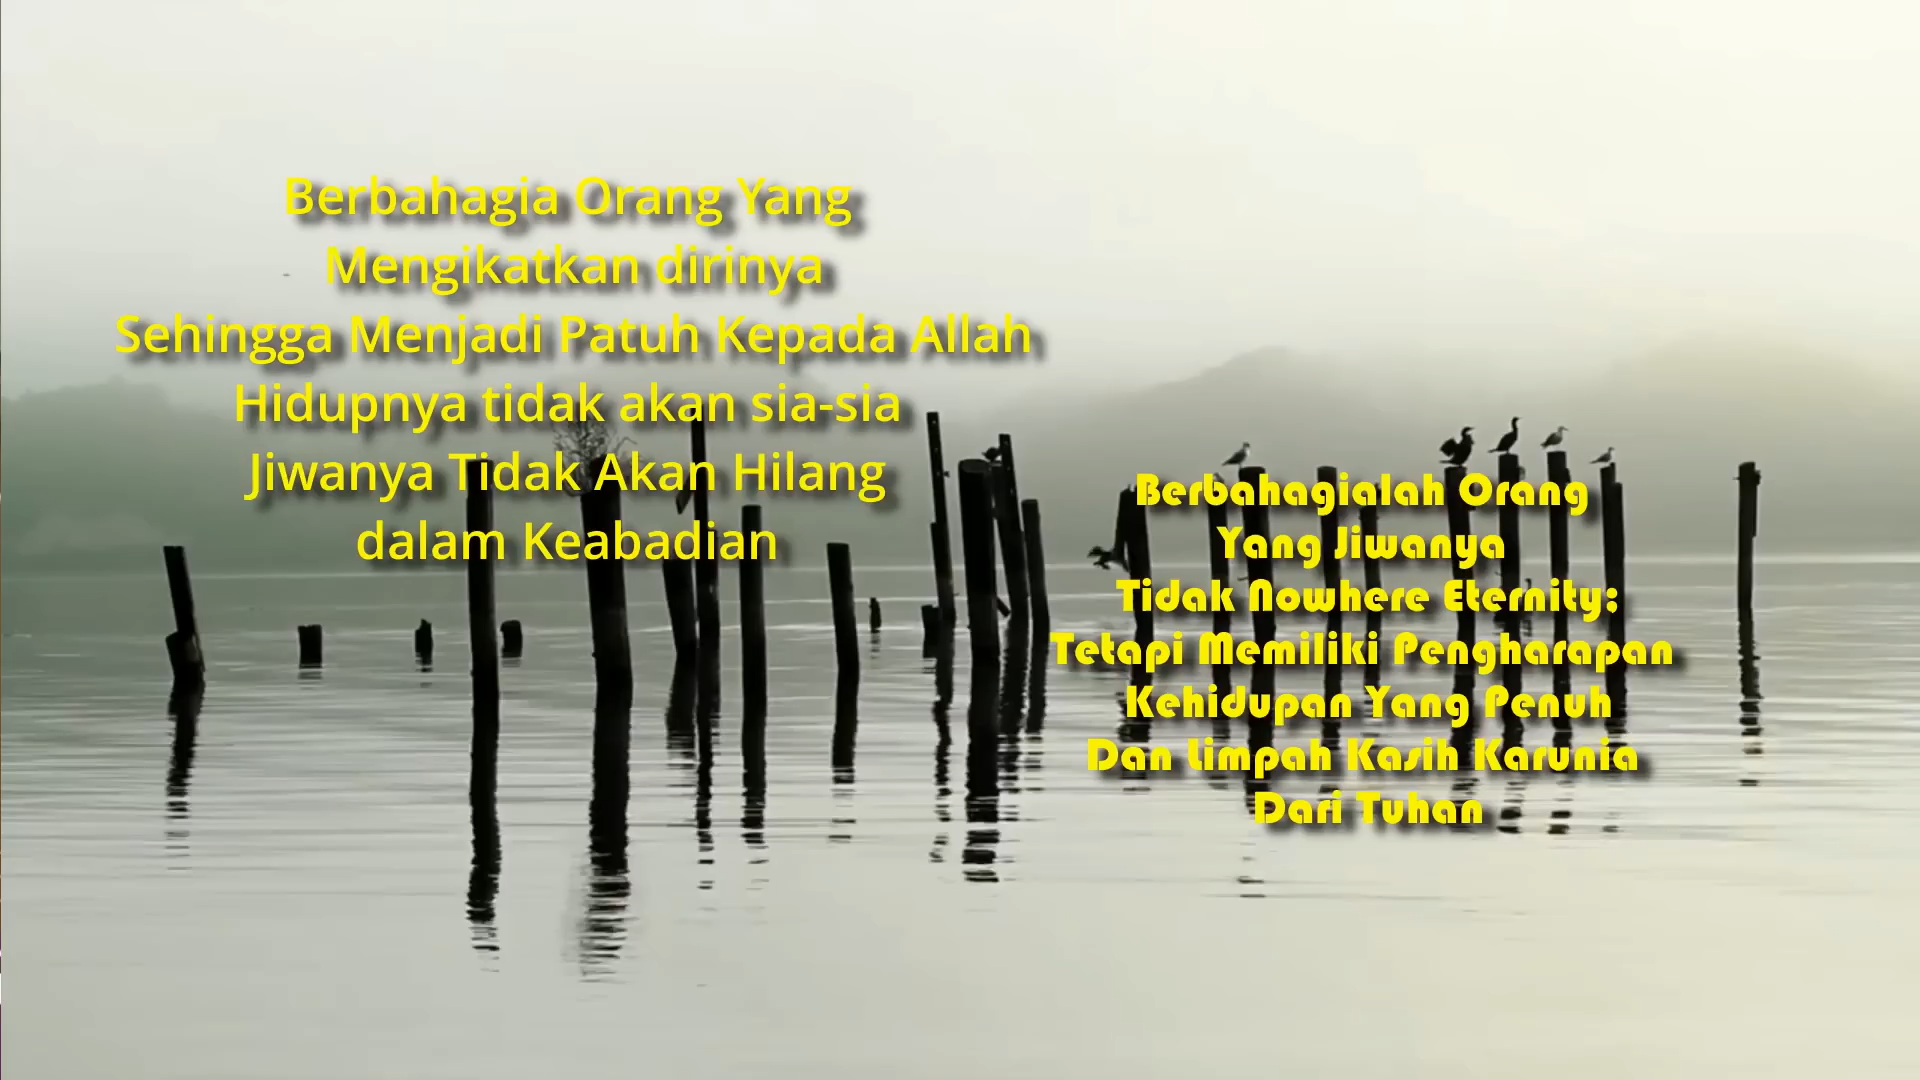 Berbahagia Orang Yang
Mengikatkan dirinya
Sehingga Menjadi Patuh Kepada Allah
Hidupnya tidak akan sia-sia
Jiwanya Tidak Akan Hilang
dalam Keabadian
Berbahagialah Orang
Yang Jiwanya
Tidak Nowhere Eternity;
Tetapi Memiliki Pengharapan
Kehidupan Yang Penuh
Dan Limpah Kasih Karunia
Dari Tuhan